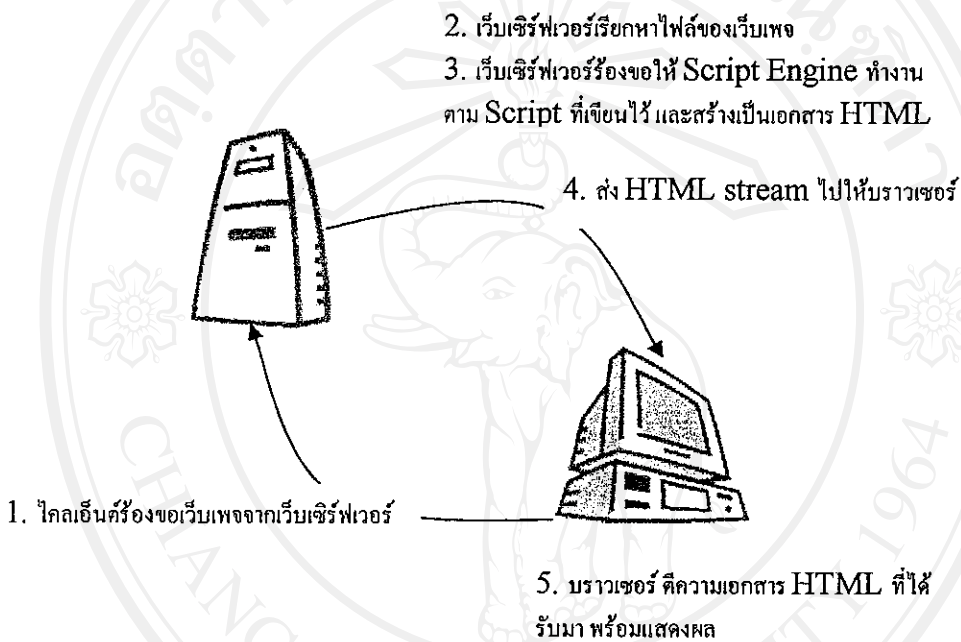 2. เว็บเซิร์ฟเวอร์เรียกหาไฟล์ของเว็บเพจ
3. เว็บเซิร์ฟเวอร์ร้องขอให้ Script Engine ทำงาน
ตาม Script ที่เขียนไว้ และสร้างเป็นเอกสาร HTML
4. ส่ง HTML stream ไปให้บราวเซอร์
1. ไคลเอ็นต์ร้องขอเว็บเพจจากเว็บเซิร์ฟเวอร์
5. บราวเซอร์ ตีความเอกสาร HTML ที่ได้
รับมา พร้อมแสดงผล